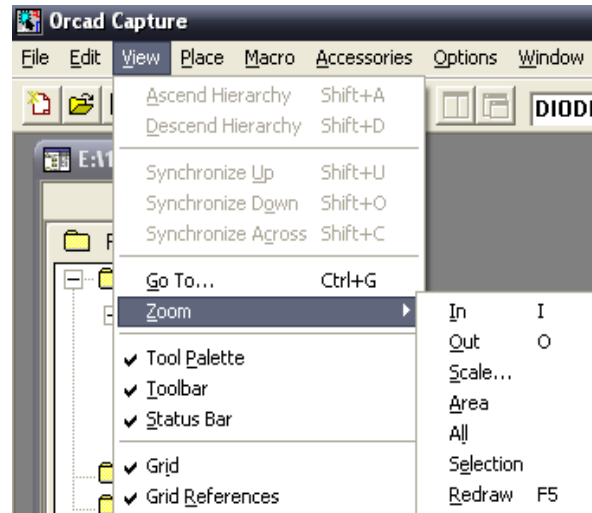 Orcad Capture
File Edit View Place Macro Accessories Options Window
DIOD
Ascend Hierarchy Shift+A
Descend Hierarchy Shift+D
E:\1
Synchronize Up Shift+U
Synchronize Down Shift+O
Synchronize Across Shift+C
F
Go To... Ctrl+G
Zoom
In I
Out O
Scale...
Area
All
Selection
Redraw F5
Tool Palette
Toolbar
Status Bar
Grid
Grid References